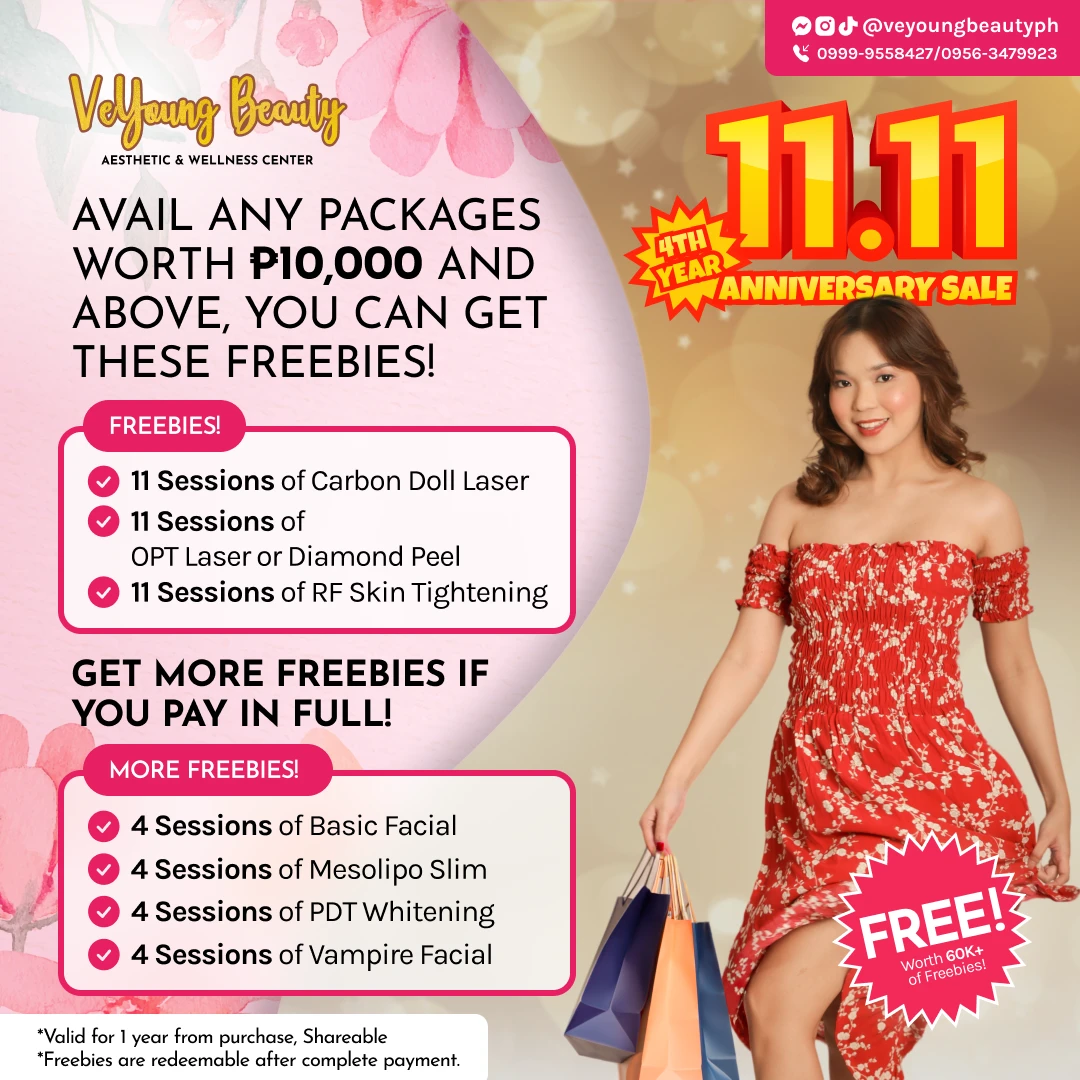 @veyoungbeautyph
0999-9558427/0956-3479923
VeYoung Beauty
AESTHETIC & WELLNESS CENTER
11.11
4TH
YEAR
ANNIVERSARY SALE
AVAIL ANY PACKAGES
WORTH ₱10,000 AND
ABOVE, YOU CAN GET
THESE FREEBIES!
FREEBIES!
11 Sessions of Carbon Doll Laser
11 Sessions of
OPT Laser or Diamond Peel
11 Sessions of RF Skin Tightening
GET MORE FREEBIES IF
YOU PAY IN FULL!
MORE FREEBIES!
4 Sessions of Basic Facial
4 Sessions of Mesolipo Slim
4 Sessions of PDT Whitening
4 Sessions of Vampire Facial
FREE!
Worth 60K+
of Freebies!
*Valid for 1 year from purchase, Shareable
*Freebies are redeemable after complete payment.